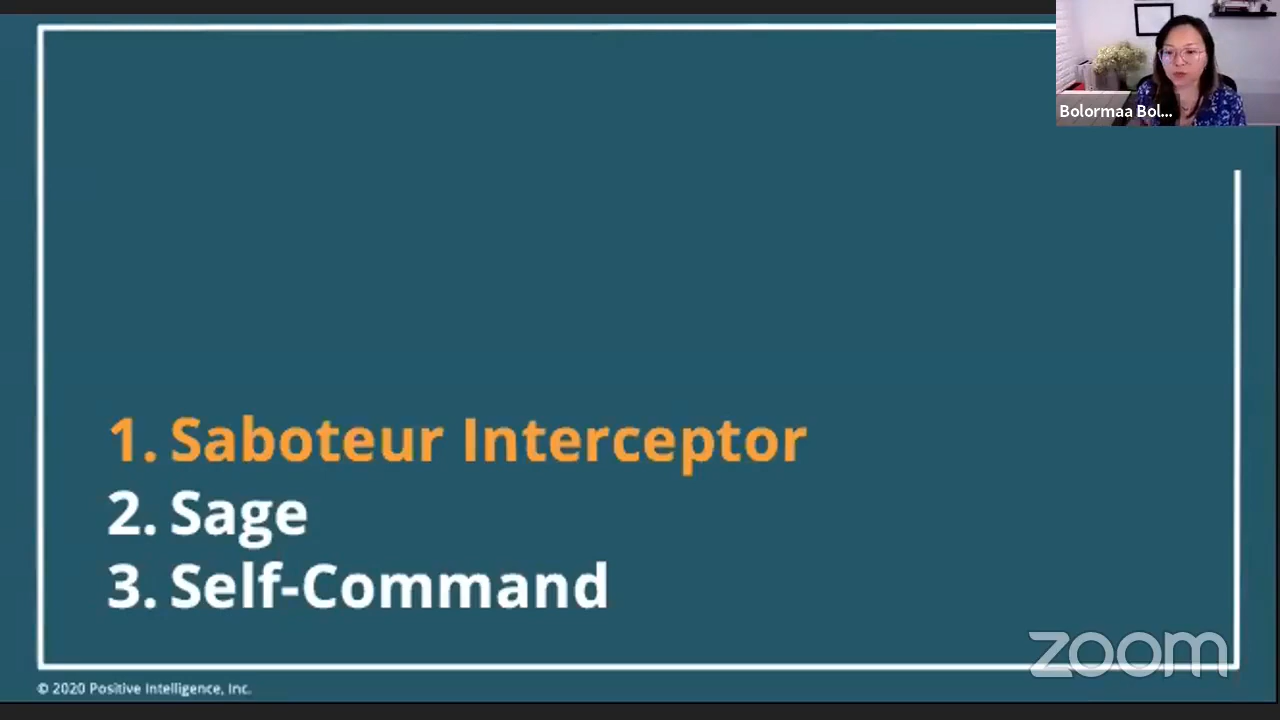 Bolormaa Bol...
1. Saboteur Interceptor
2. Sage
3. Self-Command
zoom
© 2020 Positive Intelligence, Inc.